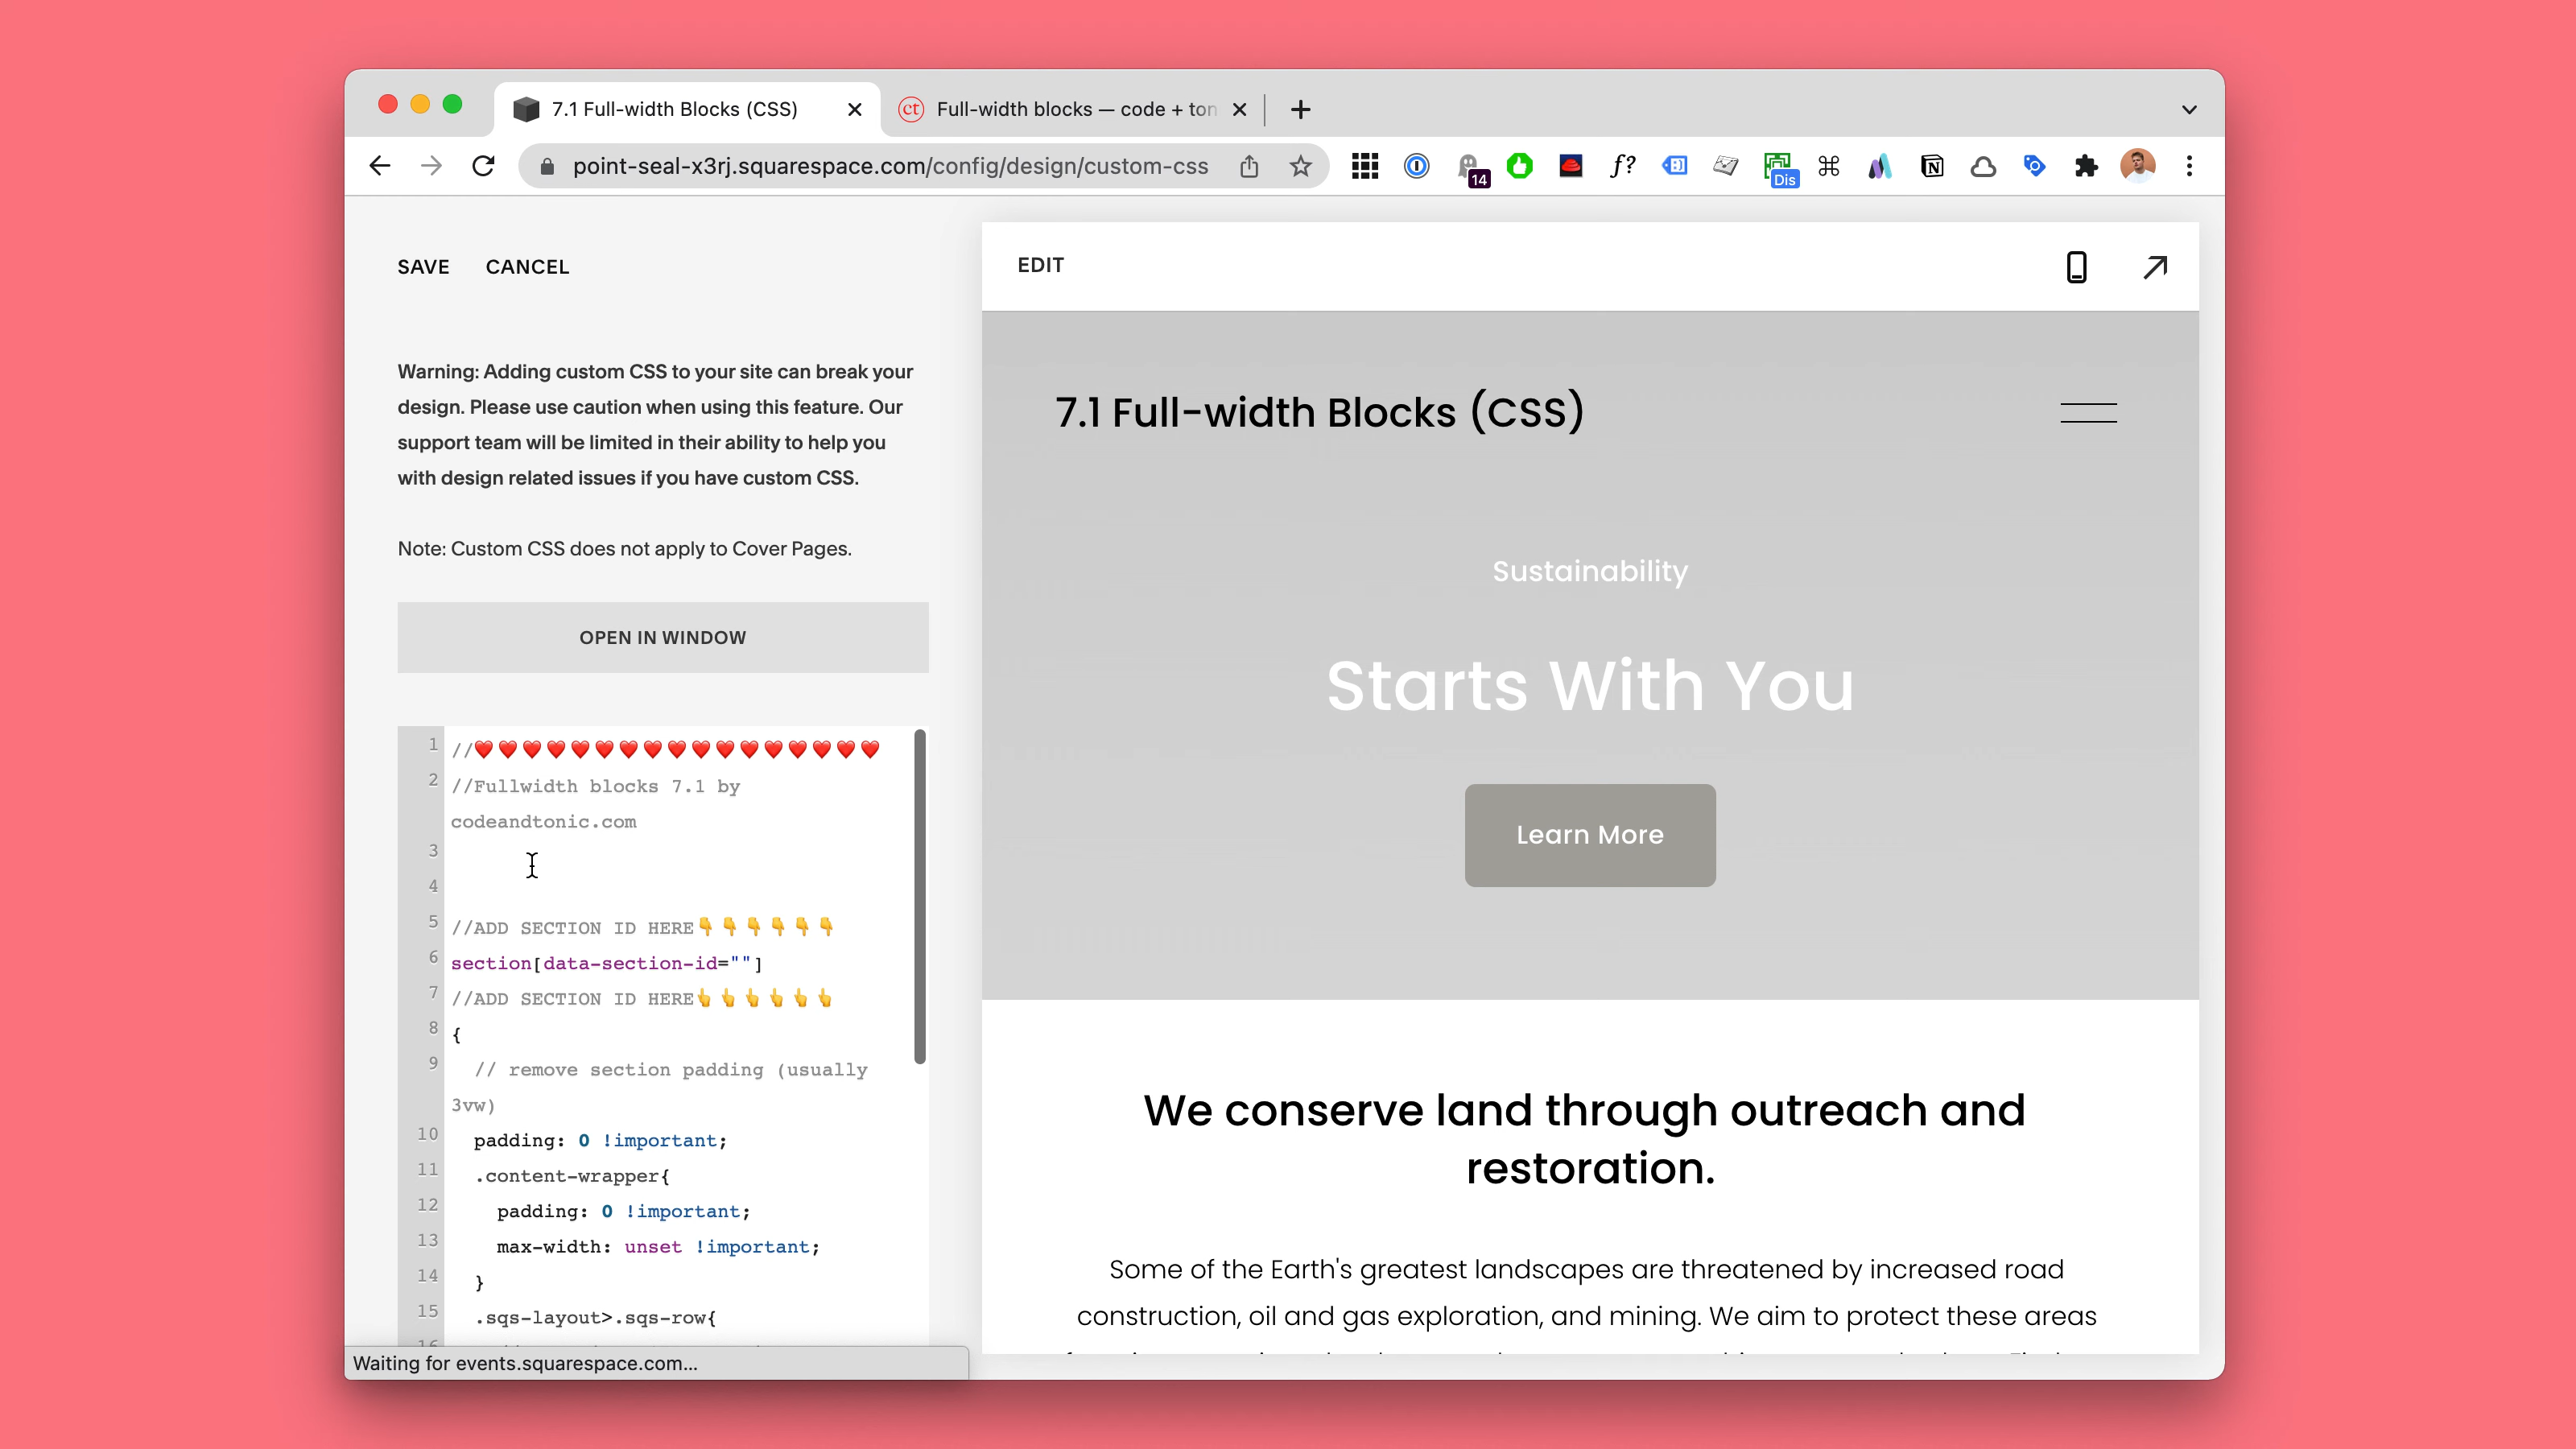 7.1 Full-width Blocks (CSS)
Full-width blocks — code + ton
point-seal-x3rj.squarespace.com/config/design/custom-css
14
f?
Dis
SAVE CANCEL
Warning: Adding custom CSS to your site can break your
design. Please use caution when using this feature. Our
support team will be limited in their ability to help you
with design related issues if you have custom CSS.
Note: Custom CSS does not apply to Cover Pages.
OPEN IN WINDOW
1 //❤️❤️❤️❤️❤️❤️❤️❤️❤️❤️❤️❤️❤️❤️❤️❤️❤️
2 //Fullwidth blocks 7.1 by
codeandtonic.com
3
4
5 //ADD SECTION ID HERE👇👇👇👇👇👇
6 section[data-section-id=""]
7 //ADD SECTION ID HERE👆👆👆👆👆👆
8 {
9 // remove section padding (usually
3vw)
10 padding: 0 !important;
11 .content-wrapper{
12 padding: 0 !important;
13 max-width: unset !important;
14 }
15 .sqs-layout>.sqs-row{
16
Waiting for events.squarespace.com...
EDIT
7.1 Full-width Blocks (CSS)
Sustainability
Starts With You
Learn More
We conserve land through outreach and
restoration.
Some of the Earth's greatest landscapes are threatened by increased road
construction, oil and gas exploration, and mining. We aim to protect these areas